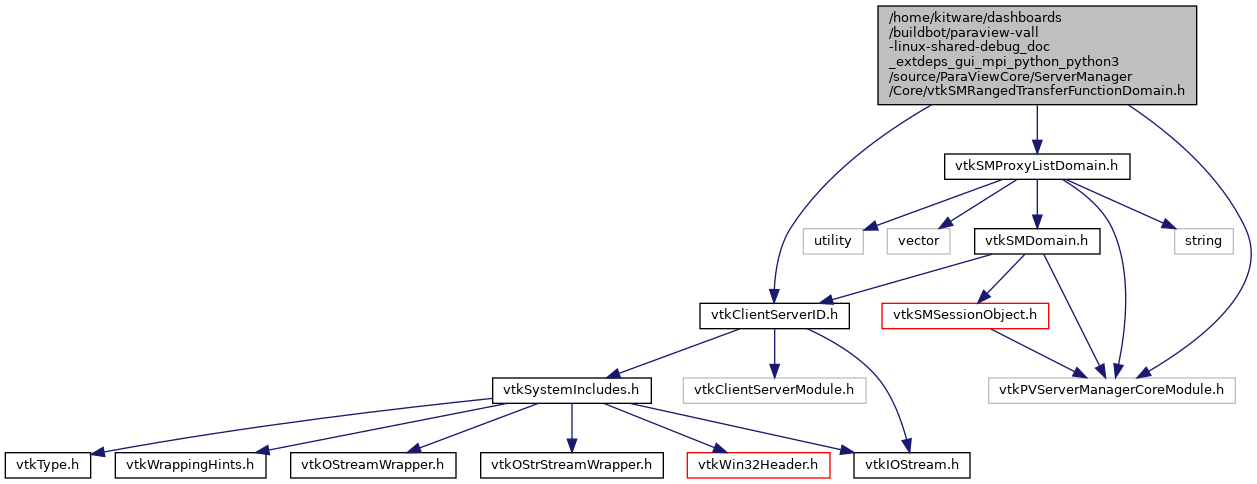 /home/kitware/dashboards
/buildbot/paraview-vall
-linux-shared-debug_doc
_extdeps_gui_mpi_python_python3
/source/ParaViewCore/ServerManager
/Core/vtkSMRangedTransferFunctionDomain.h
vtkSMProxyListDomain.h
utility
vector
vtkSMDomain.h
string
vtkClientServerID.h
vtkSMSessionObject.h
vtkSystemIncludes.h
vtkClientServerModule.h
vtkPVServerManagerCoreModule.h
vtkType.h
vtkWrappingHints.h
vtkOStreamWrapper.h
vtkOStrStreamWrapper.h
vtkWin32Header.h
vtkIOStream.h